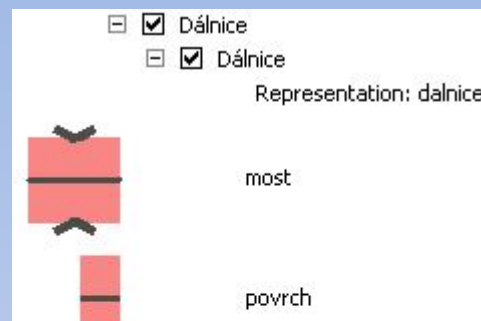 Dálnice
Dálnice
Representation: dalnice
most
povrch